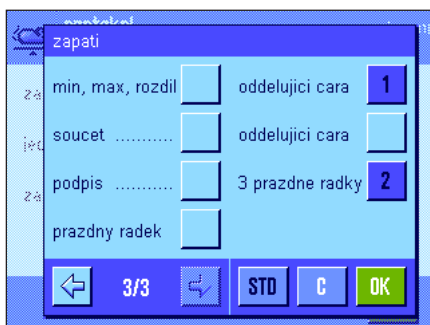 protokol
zapati
min, max, rozdil
oddelujici cara 1
soucet ...........
oddelujici cara
podpis ...........
3 prazdne radky 2
prazdny radek
3/3
STD
C
OK